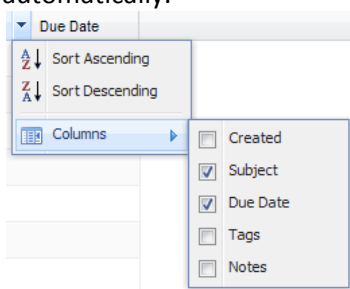 automatically.
Due Date
Sort Ascending
Sort Descending
Columns
Created
Subject
Due Date
Tags
Notes